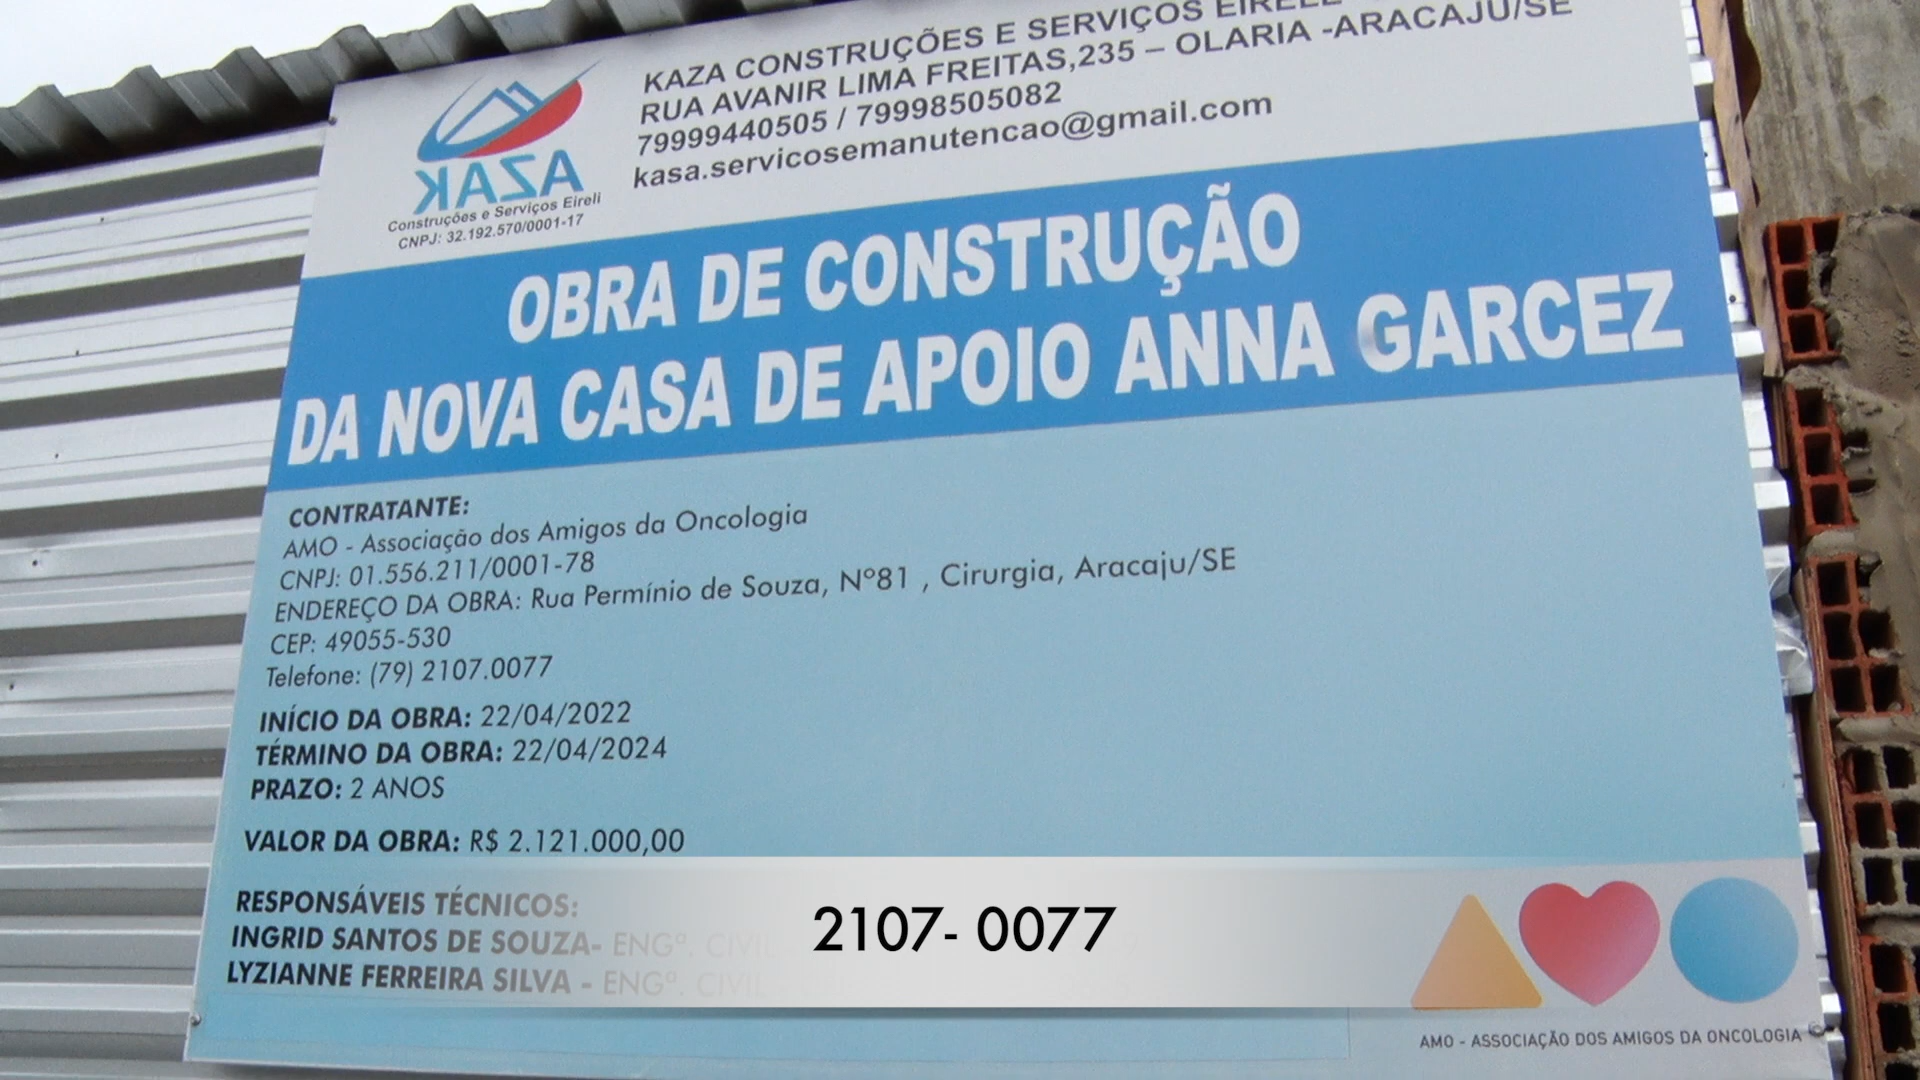 KAZA CONSTRUÇÕES E SERVIÇOS EIRELI
RUA AVANIR LIMA FREITAS,235 – OLARIA -ARACAJU/SE
79999440505 / 79998505082
kasa.servicosemanutencao@gmail.com
KAZA
Construções e Serviços Eireli
CNPJ: 32.192.570/0001-17
OBRA DE CONSTRUÇÃO
DA NOVA CASA DE APOIO ANNA GARCEZ
CONTRATANTE:
AMO - Associação dos Amigos da Oncologia
CNPJ: 01.556.211/0001-78
ENDEREÇO DA OBRA: Rua Permínio de Souza, Nº81 , Cirurgia, Aracaju/SE
CEP: 49055-530
Telefone: (79) 2107.0077
INÍCIO DA OBRA: 22/04/2022
TÉRMINO DA OBRA: 22/04/2024
PRAZO: 2 ANOS
VALOR DA OBRA: R$ 2.121.000,00
RESPONSÁVEIS TÉCNICOS:
INGRID SANTOS DE SOUZA- ENGª.
LYZIANNE FERREIRA SILVA - ENGª.
2107- 0077
AMO - ASSOCIAÇÃO DOS AMIGOS DA ONCOLOGIA